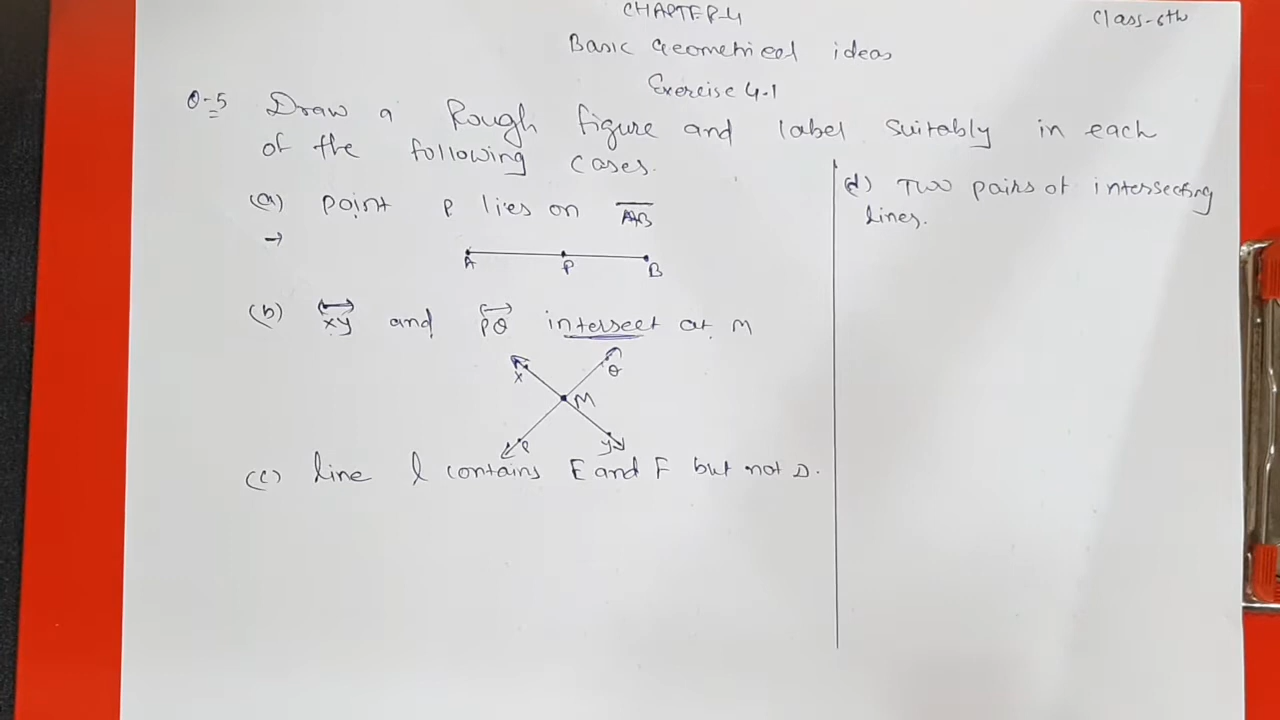 CHAPTER-4
Class-6th
Basic Geometrical ideas
Exercise 4.1
Q-5 Draw a Rough figure and label suitably in each
of the following cases.
(a) point P lies on AB
→
A P B
(b) XY and PQ intersect at M
X Q
M
P Y
(c) line l contains E and F but not D.
(d) Two pairs of intersecting
lines.